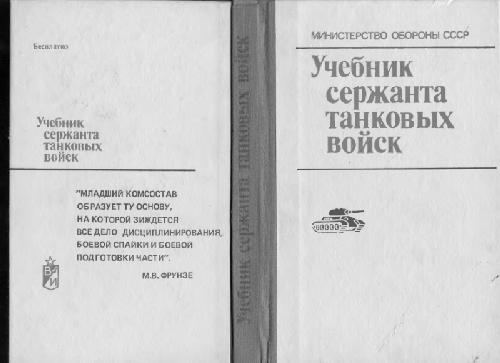 Бесплатно
Учебник
сержанта
танковых
войск
"МЛАДШИЙ КОМСОСТАВ
ОБРАЗУЕТ ТУ ОСНОВУ,
НА КОТОРОЙ ЗИЖДЕТСЯ
ВСЕ ДЕЛО ДИСЦИПЛИНИРОВАНИЯ,
БОЕВОЙ СПАЙКИ И БОЕВОЙ
ПОДГОТОВКИ ЧАСТИ".
М.В. ФРУНЗЕ
ВИ
Учебник сержанта танковых войск
МИНИСТЕРСТВО ОБОРОНЫ СССР
Учебник
сержанта
танковых
войск